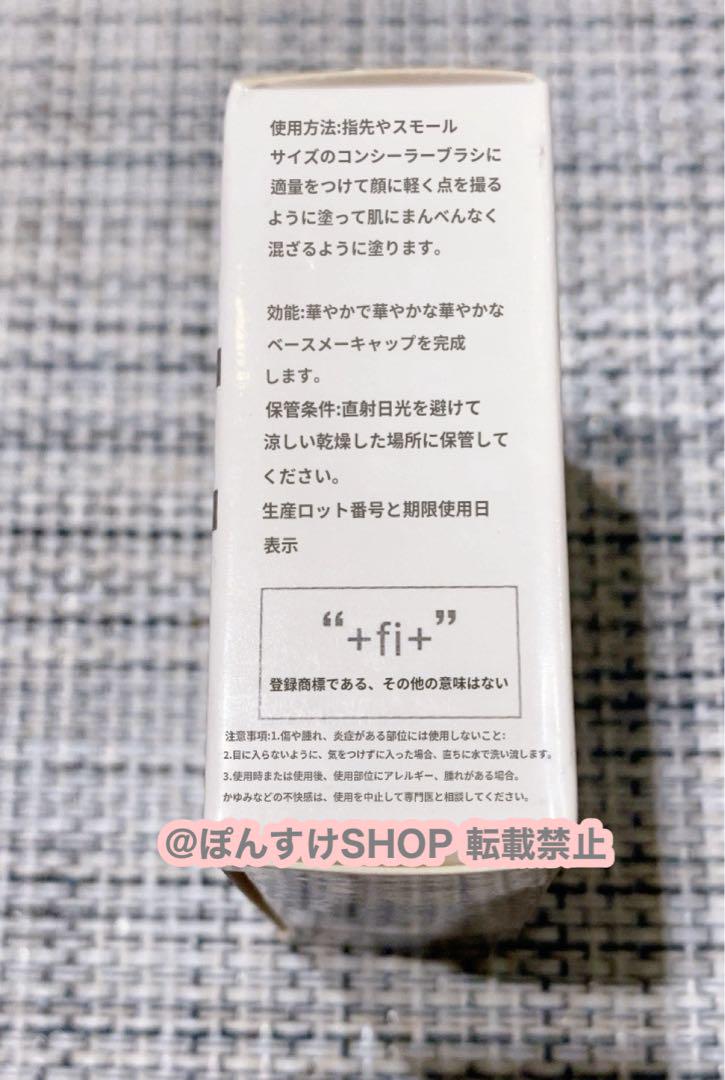 使用方法:指先やスモール
サイズのコンシーラーブラシに
適量をつけて顔に軽く点を撮る
ように塗って肌にまんべんなく
混ざるように塗ります。
効能:華やかで華やかな華やかな
ベースメーキャップを完成
します。
保管条件:直射日光を避けて
涼しい乾燥した場所に保管して
ください。
生産ロット番号と期限使用日
表示
“+fi+”
登録商標である、その他の意味はない
注意事項:1.傷や腫れ、炎症がある部位には使用しないこと:
2.目に入らないように、気をつけずに入った場合、直ちに水で洗い流します。
3.使用時または使用後、使用部位にアレルギー、腫れがある場合。
かゆみなどの不快感は、使用を中止して専門医と相談してください。
@ぽんすけSHOP 転載禁止